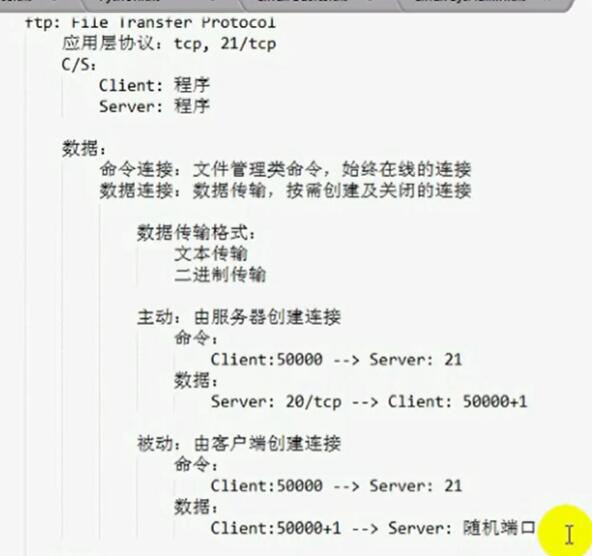 ftp: File Transfer Protocol
应用层协议: tcp, 21/tcp
C/S:
Client: 程序
Server: 程序
数据:
命令连接: 文件管理类命令, 始终在线的连接
数据连接: 数据传输, 按需创建及关闭的连接
数据传输格式:
文本传输
二进制传输
主动: 由服务器创建连接
命令:
Client:50000 --> Server: 21
数据:
Server: 20/tcp --> Client: 50000+1
被动: 由客户端创建连接
命令:
Client:50000 --> Server: 21
数据:
Client:50000+1 --> Server: 随机端口